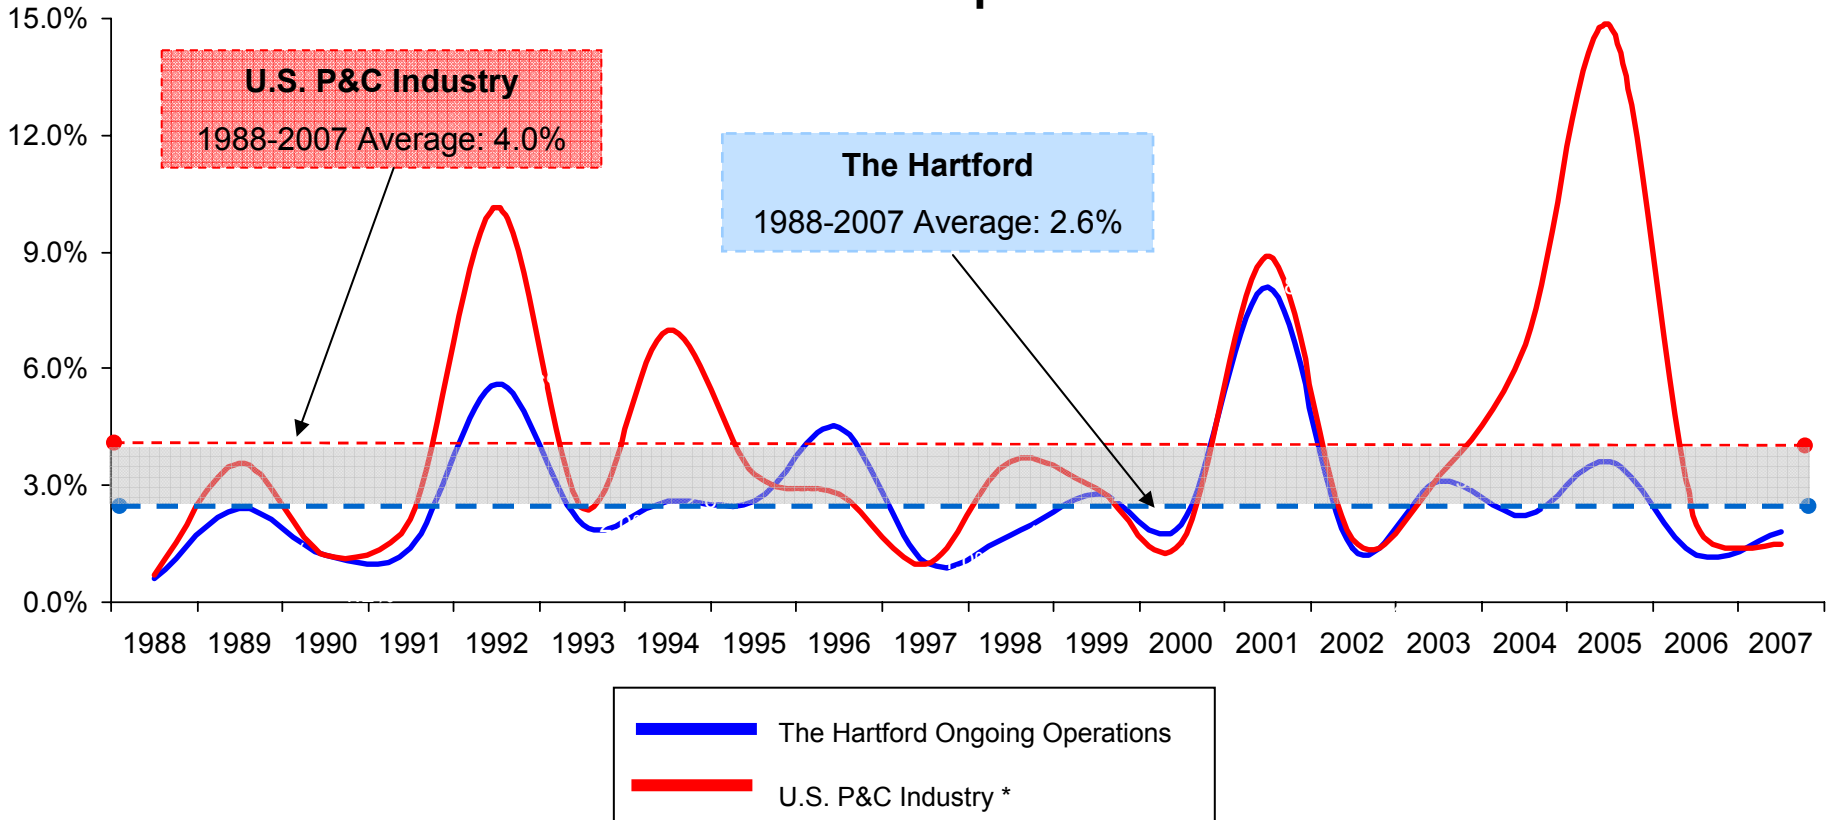 15.0%
12.0%
9.0%
6.0%
3.0%
0.0%
U.S. P&C Industry
1988-2007 Average: 4.0%
The Hartford
1988-2007 Average: 2.6%
1988 1989 1990 1991 1992 1993 1994 1995 1996 1997 1998 1999 2000 2001 2002 2003 2004 2005 2006 2007
The Hartford Ongoing Operations
U.S. P&C Industry *